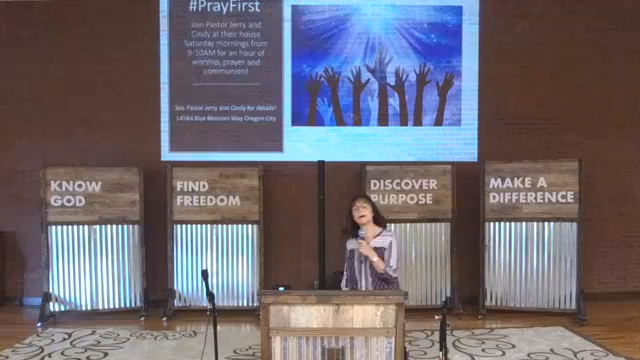 #PrayFirst
Join Pastor Jerry and
Cindy at their house
Saturday mornings from
9-10AM for an hour of
worship, prayer and
communion!
See Pastor Jerry and Cindy for details!
14584 Blue Blossom Way Oregon City
KNOW
GOD
FIND
FREEDOM
DISCOVER
PURPOSE
MAKE A
DIFFERENCE